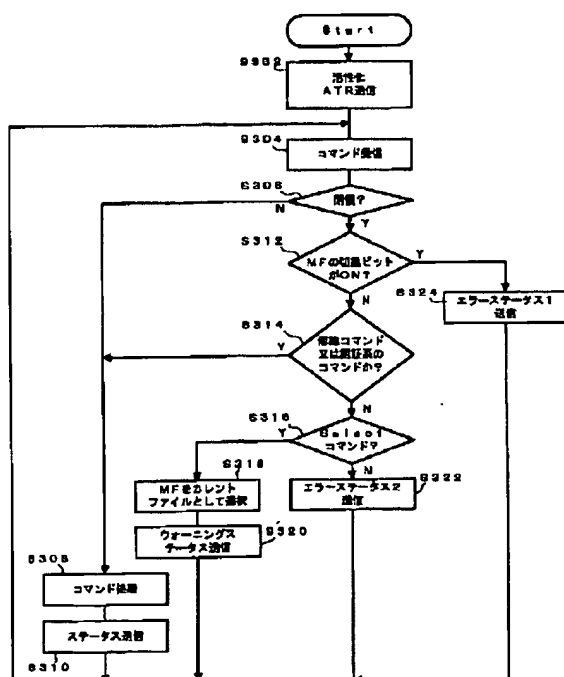 Start
S302
活性化
ATR送信
S304
コマンド受信
S306
閉塞?
N
Y
S312
MFの切替ビット
がON?
Y
N
S324
エラーステータス1
送信
S314
コマンド
又は認証系の
コマンドか?
Y
N
S316
Select
コマンド?
Y
N
S318
MFをカレント
ファイルとして選択
S322
エラーステータス2
送信
S320
ウォーニングス
テータス送信
S308
コマンド処理
ステータス送信
S310